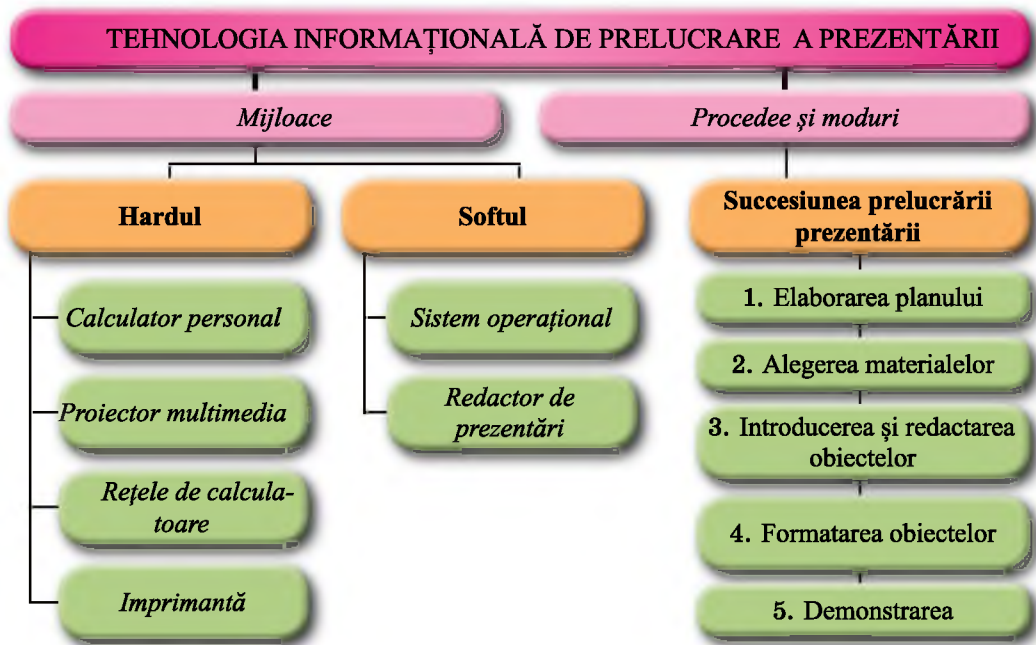 TEHNOLOGIA INFORMAȚIONALĂ DE PRELUCRARE A PREZENTĂRII
Mijloace
Procedee și moduri
Hardul
Softul
Succesiunea prelucrării
prezentării
Calculator personal
Proiector multimedia
Rețele de calcula-
toare
Imprimantă
Sistem operațional
Redactor de
prezentări
1. Elaborarea planului
2. Alegerea materialelor
3. Introducerea și redactarea
obiectelor
4. Formatarea obiectelor
5. Demonstrarea